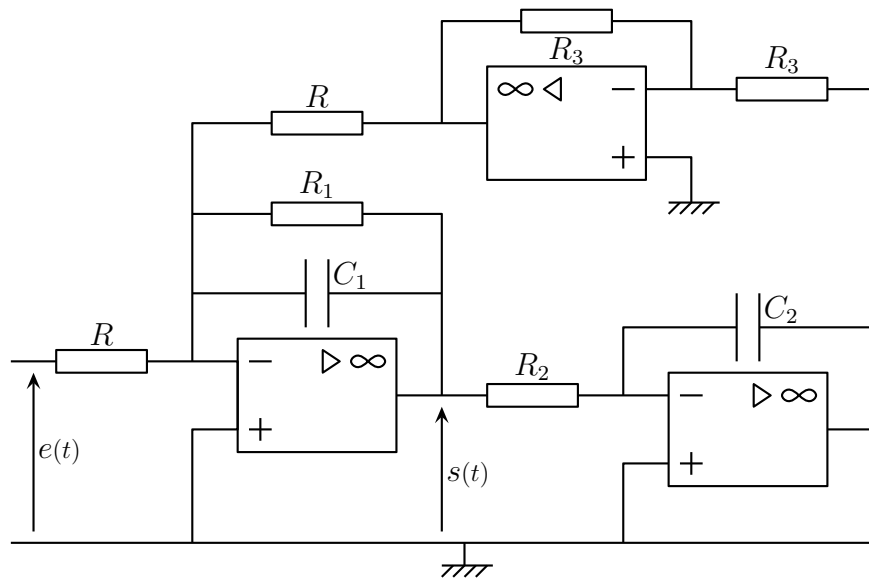 R₃
R₃
∞ ◁ −
R
+
R₁
C₁
C₂
R
− ▷ ∞
R₂
− ▷ ∞
+
e(t)
s(t)
+